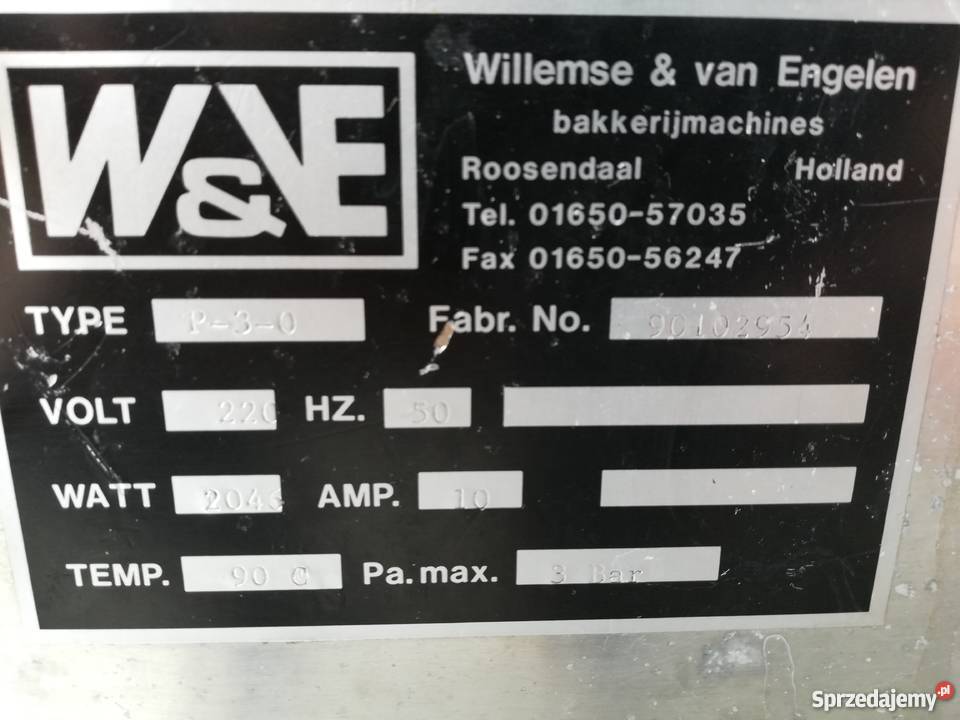 W&VE
Willemse & van Engelen
bakkerijmachines
Roosendaal Holland
Tel. 01650-57035
Fax 01650-56247
TYPE P-3-0 Fabr. No. 90102954
VOLT 220 HZ. 50
WATT 2046 AMP. 10
TEMP. 90 C Pa. max. 3 Bar
Sprzedajemy.pl